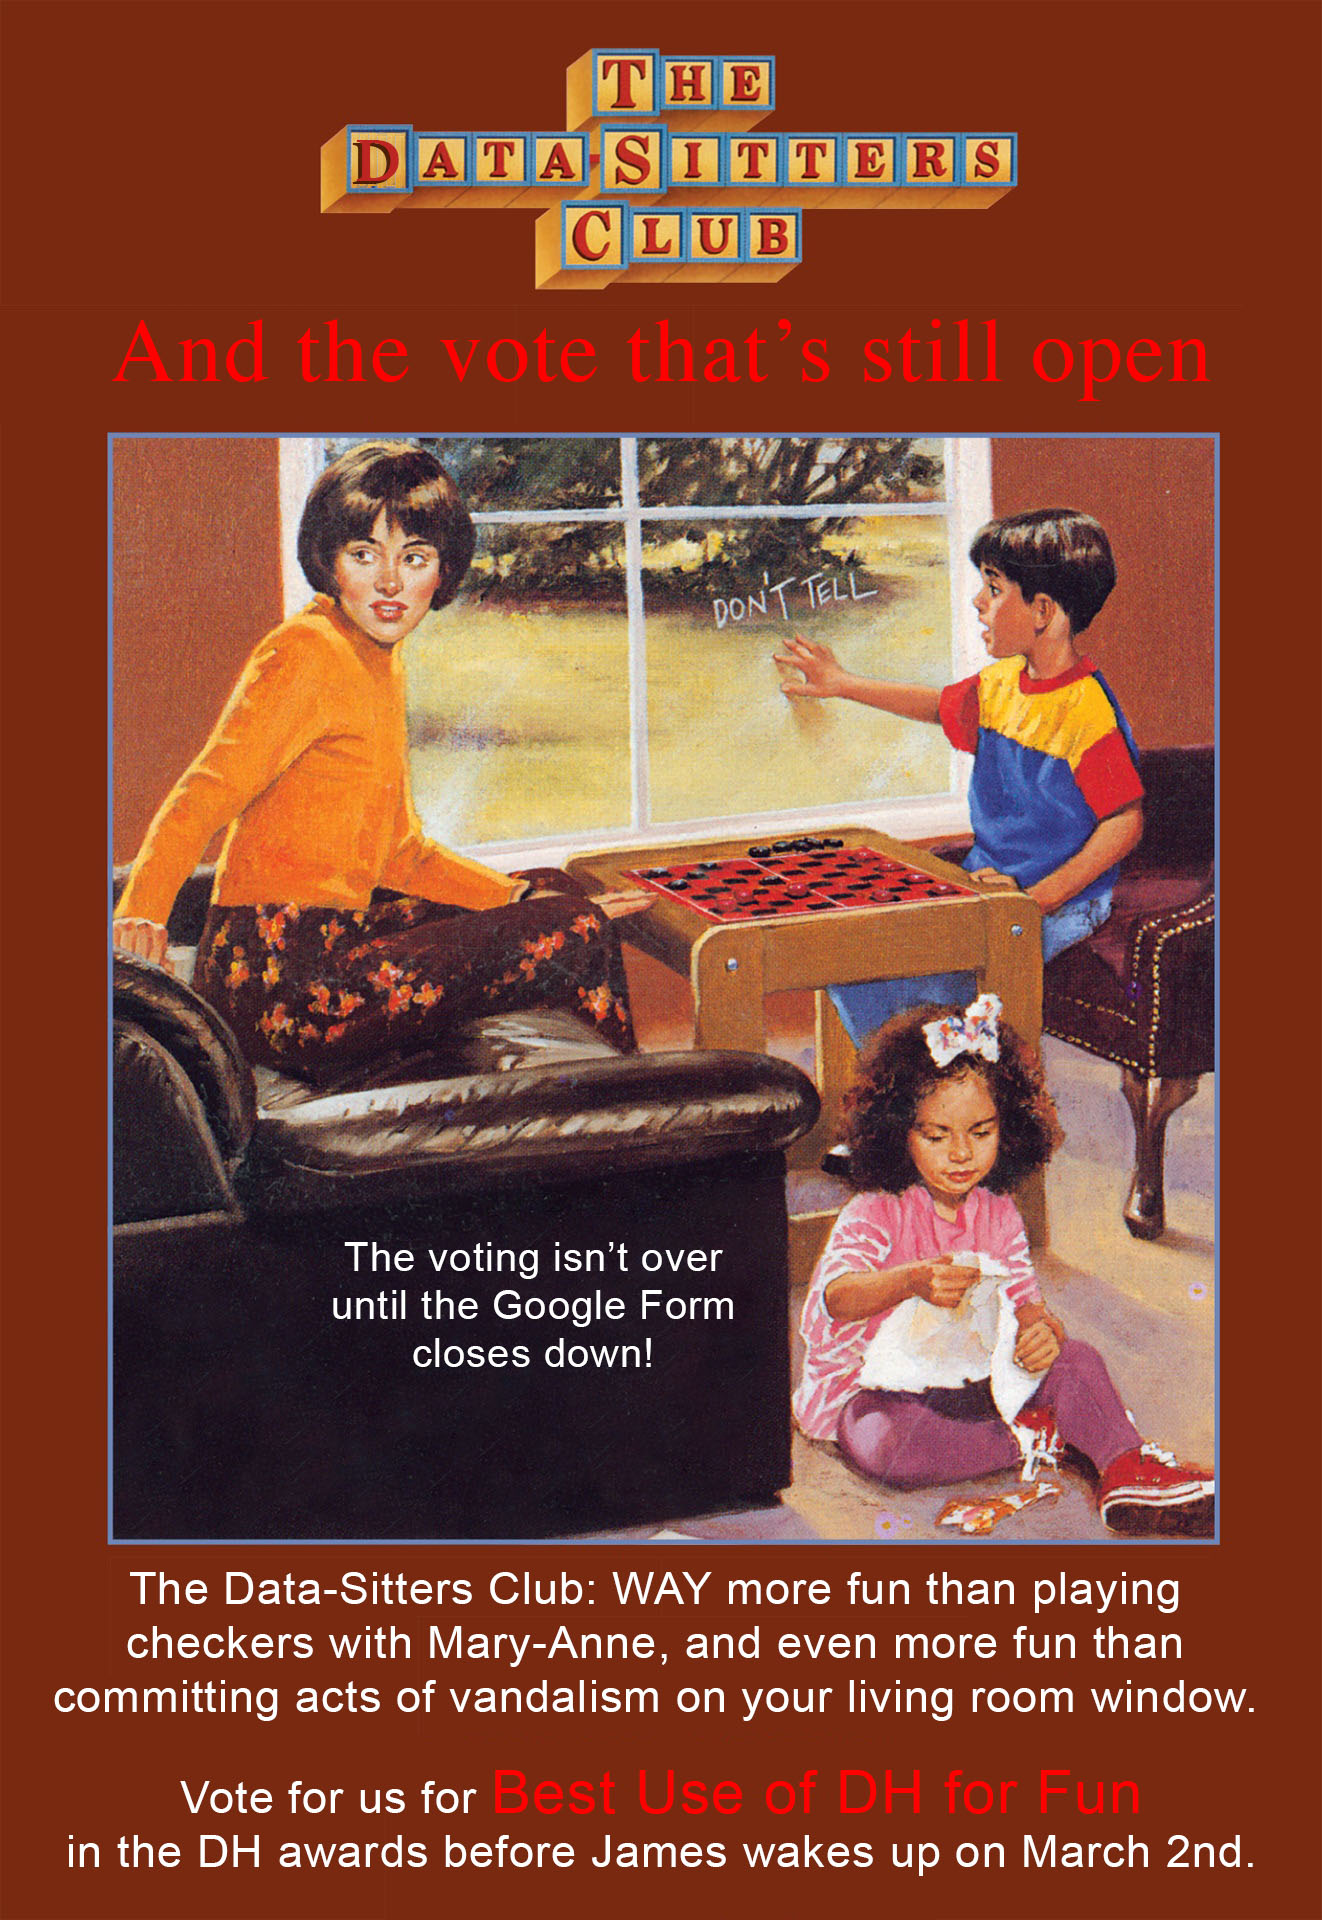 THE
DATA-SITTERS
CLUB
And the vote that's still open
DON'T TELL
The voting isn't over
until the Google Form
closes down!
The Data-Sitters Club: WAY more fun than playing
checkers with Mary-Anne, and even more fun than
committing acts of vandalism on your living room window.
Vote for us for Best Use of DH for Fun
in the DH awards before James wakes up on March 2nd.